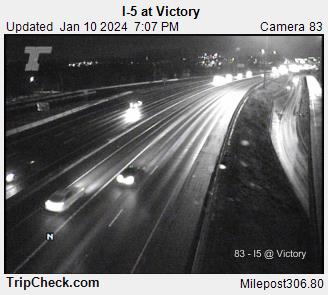 I-5 at Victory
Updated Jan 10 2024 7:07 PM Camera 83
N
83 - I5 @ Victory
TripCheck.com Milepost306.80